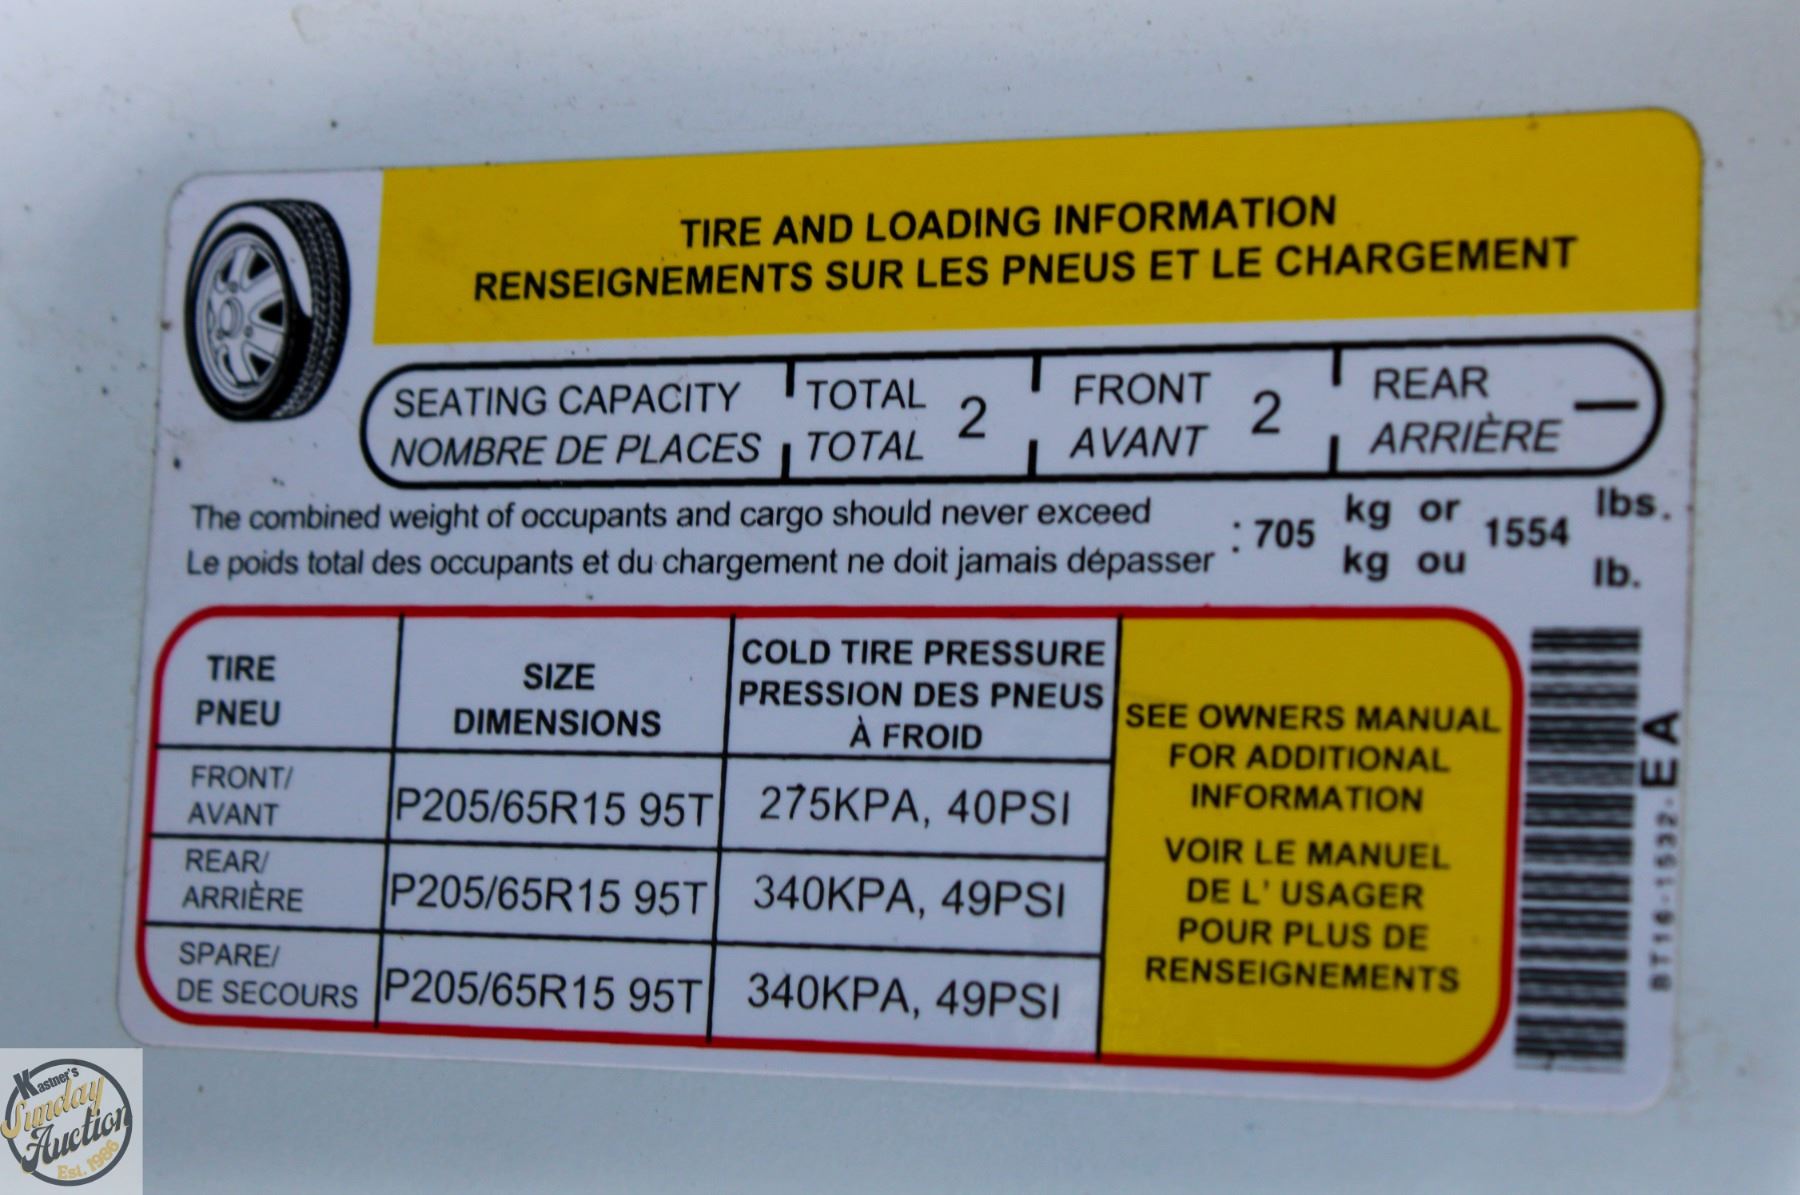 TIRE AND LOADING INFORMATION
RENSEIGNEMENTS SUR LES PNEUS ET LE CHARGEMENT
SEATING CAPACITY TOTAL 2 FRONT 2 REAR —
NOMBRE DE PLACES TOTAL AVANT ARRIÈRE
The combined weight of occupants and cargo should never exceed
Le poids total des occupants et du chargement ne doit jamais dépasser
: 705 kg or 1554 lbs.
kg ou lb.
TIRE
PNEU
SIZE
DIMENSIONS
COLD TIRE PRESSURE
PRESSION DES PNEUS
À FROID
FRONT/
AVANT
P205/65R15 95T
275KPA, 40PSI
REAR/
ARRIÈRE
P205/65R15 95T
340KPA, 49PSI
SPARE/
DE SECOURS
P205/65R15 95T
340KPA, 49PSI
SEE OWNERS MANUAL
FOR ADDITIONAL
INFORMATION
VOIR LE MANUEL
DE L' USAGER
POUR PLUS DE
RENSEIGNEMENTS
BT16-1532-EA
Kastner's
Sunday
Auction
Est. 1986